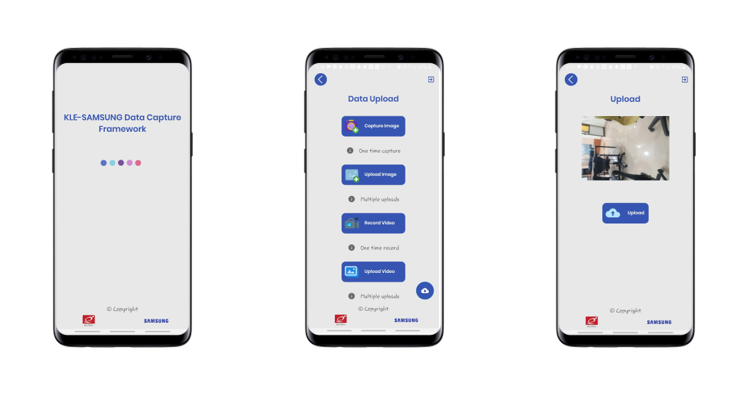 KLE-SAMSUNG Data Capture
Framework
© Copyright
SAMSUNG
Data Upload
Capture Image
One time capture
Upload Image
Multiple uploads
Record Video
One time record
Upload Video
Multiple uploads
© Copyright
SAMSUNG
Upload
Upload
© Copyright
SAMSUNG